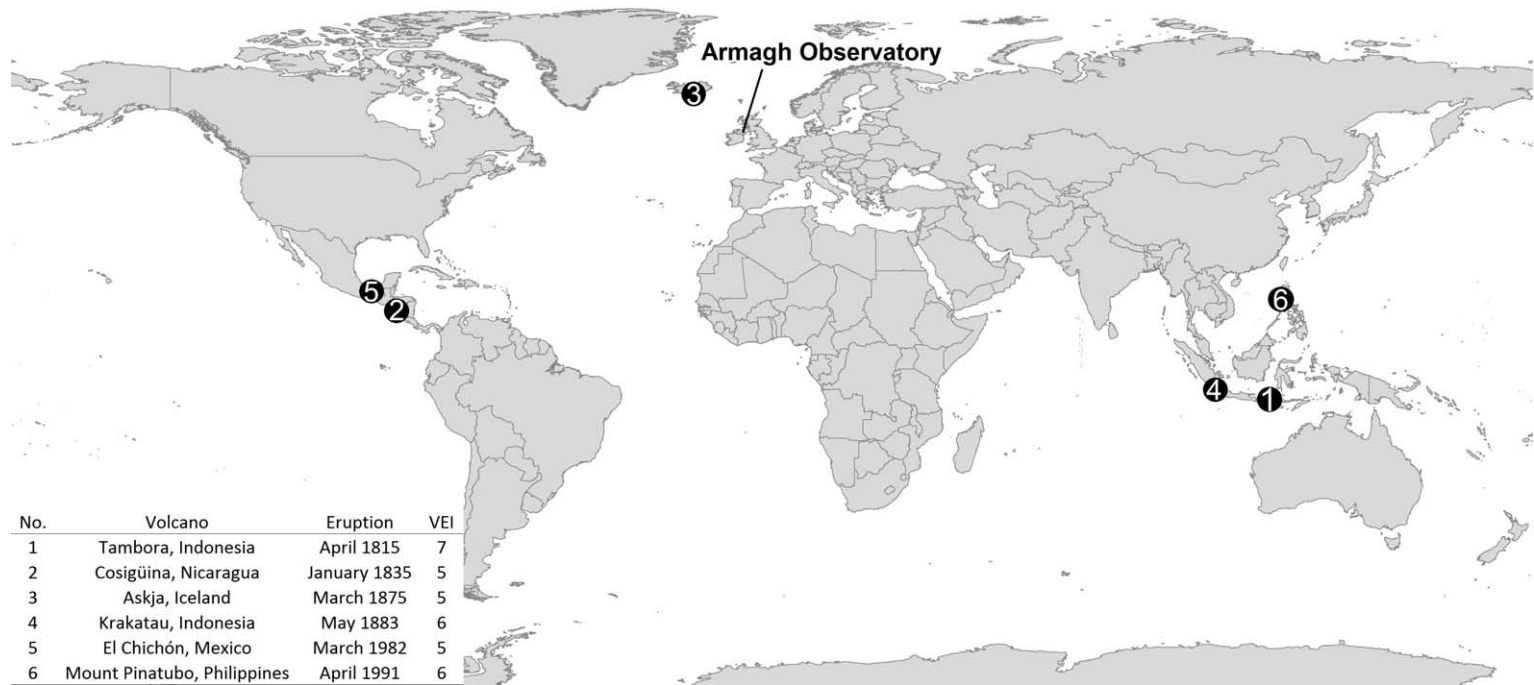 Armagh Observatory
3
5
2
6
4
1
No. Volcano Eruption VEI
1 Tambora, Indonesia April 1815 7
2 Cosigüina, Nicaragua January 1835 5
3 Askja, Iceland March 1875 5
4 Krakatau, Indonesia May 1883 6
5 El Chichón, Mexico March 1982 5
6 Mount Pinatubo, Philippines April 1991 6